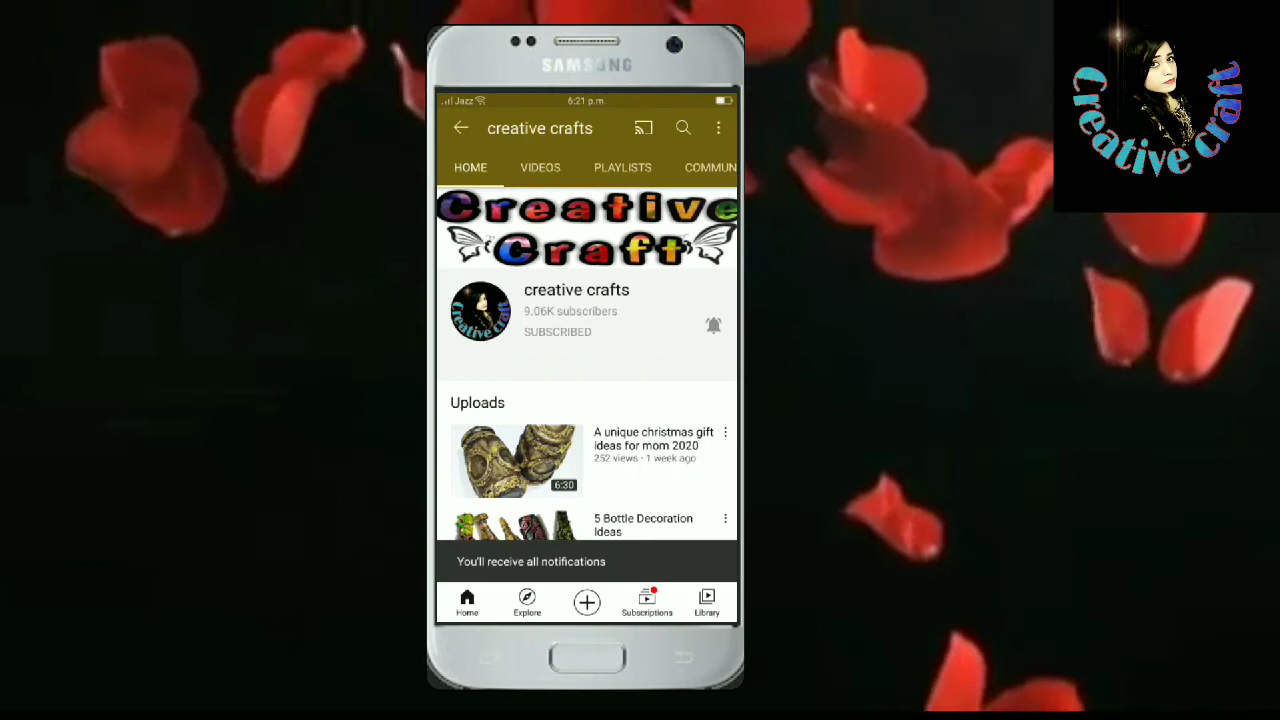 SAMSUNG
Jazz 6:21 p.m.
creative crafts
HOME VIDEOS PLAYLISTS COMMUN
Creative
Craft
creative crafts
9.06K subscribers
SUBSCRIBED
Creative craft
Uploads
A unique christmas gift
ideas for mom 2020
252 views · 1 week ago
6:30
5 Bottle Decoration
Ideas
You'll receive all notifications
Home Explore Subscriptions Library
Creative craft